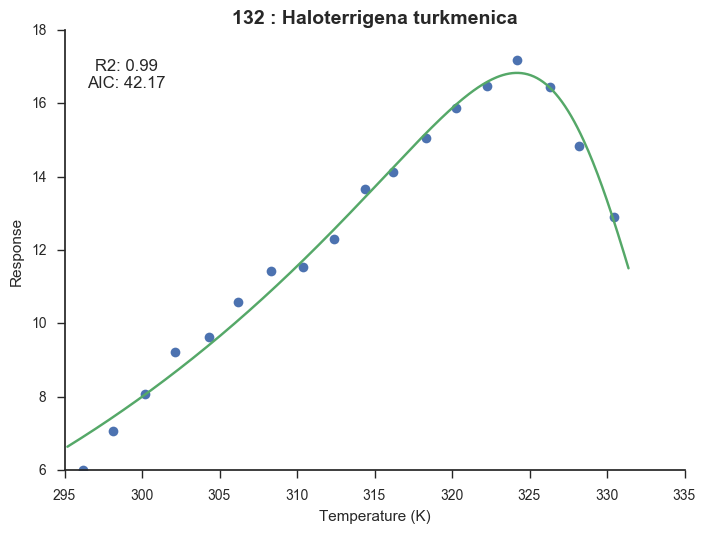 132 : Haloterrigena turkmenica
R2: 0.99
AIC: 42.17
Response
18
16
14
12
10
8
6
295 300 305 310 315 320 325 330 335
Temperature (K)